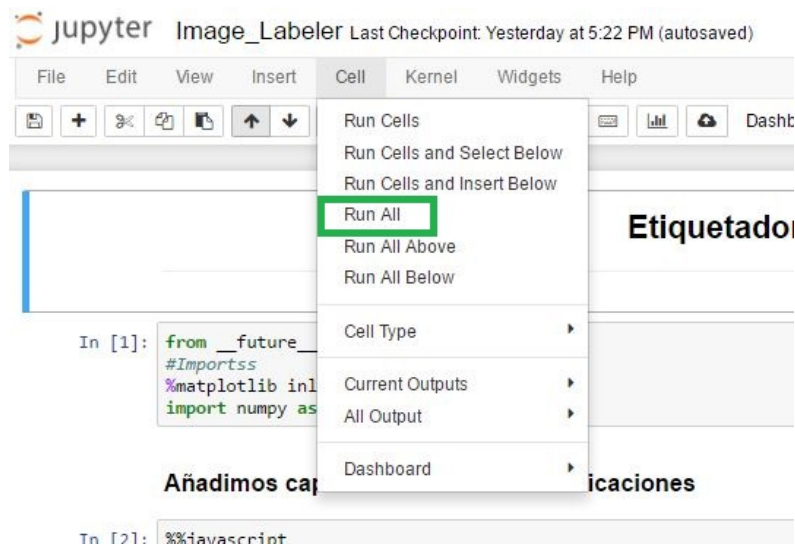 jupyter Image_Labeler Last Checkpoint: Yesterday at 5:22 PM (autosaved)
File Edit View Insert Cell Kernel Widgets Help
Run Cells
Run Cells and Select Below
Run Cells and Insert Below
Run All
Run All Above
Run All Below
Cell Type
Current Outputs
All Output
Dashboard
Dashb
Etiquetador
In [1]: from __future__
#Importss
%matplotlib inl
import numpy as
Añadimos cap icaciones
In [2]: %%javascript